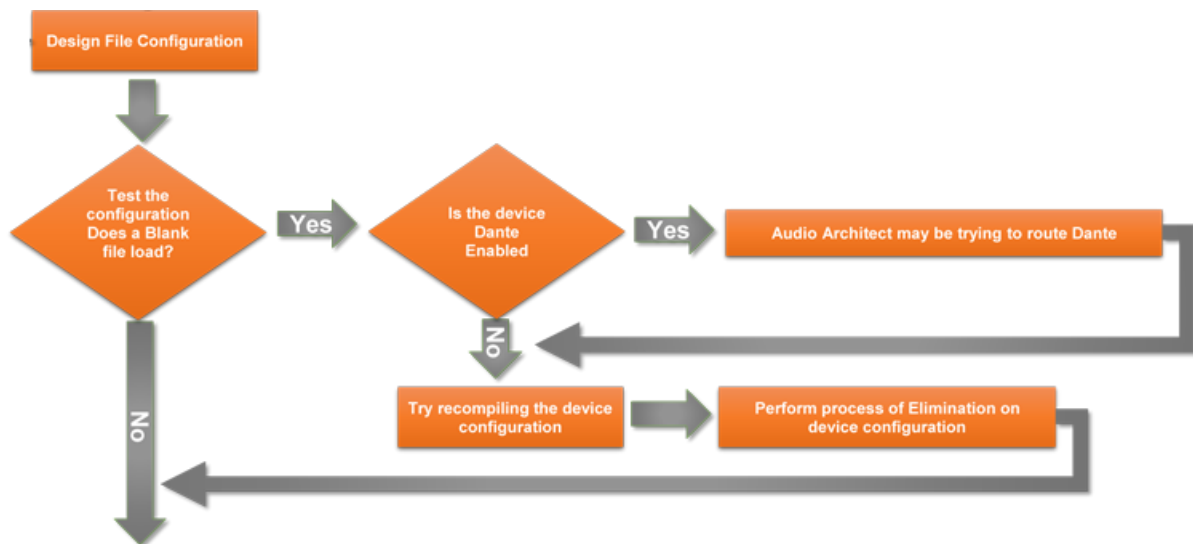 Design File Configuration
Test the
configuration
Does a Blank
file load?
Yes
Is the device
Dante
Enabled
Yes
Audio Architect may be trying to route Dante
No
Try recompiling the device
configuration
Perform process of Elimination on
device configuration
No